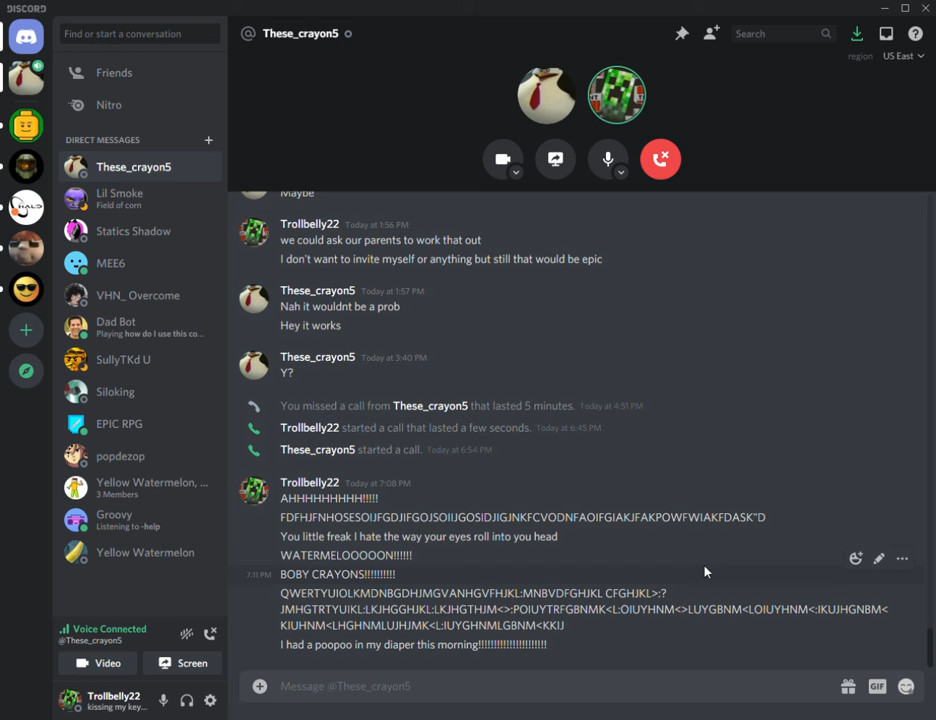 DISCORD
Find or start a conversation
@ These_crayon5
Search
region US East
Friends
Nitro
DIRECT MESSAGES +
These_crayon5
Lil Smoke
Field of corn
Statics Shadow
MEE6
VHN_ Overcome
Dad Bot
Playing how do I use this co...
SullyTKd U
Siloking
EPIC RPG
popdezop
Yellow Watermelon, ...
3 Members
Groovy
Listening to -help
Yellow Watermelon
Voice Connected
@These_crayon5
Video
Screen
Trollbelly22
kissing my key...
HALO
Maybe
Trollbelly22 Today at 1:56 PM
we could ask our parents to work that out
I don't want to invite myself or anything but still that would be epic
These_crayon5 Today at 1:57 PM
Nah it wouldnt be a prob
Hey it works
These_crayon5 Today at 3:40 PM
Y?
You missed a call from These_crayon5 that lasted 5 minutes. Today at 4:51 PM
Trollbelly22 started a call that lasted a few seconds. Today at 6:45 PM
These_crayon5 started a call. Today at 6:54 PM
Trollbelly22 Today at 7:08 PM
AHHHHHHHHH!!!!!
FDFHJFNHOSESOIJFGDJIFGOJSOIIJGOSIDJIGJNKFCVODNFAOIFGIAKJFAKPOWFWIAKFDASK"D
You little freak I hate the way your eyes roll into you head
WATERMELOOOOON!!!!!!
7:11 PM BOBY CRAYONS!!!!!!!!!!
QWERTYUIOLKMDNBGDHJMGVANHGVFHJKL:MNBVDFGHJKL CFGHJKL>:?
JMHGTRTYUIKL:LKJHGGHJKL:LKJHGTHJM<>:POIUYTRFGBNMK<L:OIUYHNM<>LUYGBNM<LOIUYHNM<:IKUJHGNBM<
KIUHNM<LHGHNMLUJHJMK<L:IUYGHNMLGBNM<KKIJ
I had a poopoo in my diaper this morning!!!!!!!!!!!!!!!!!!!!!!
Message @These_crayon5
GIF